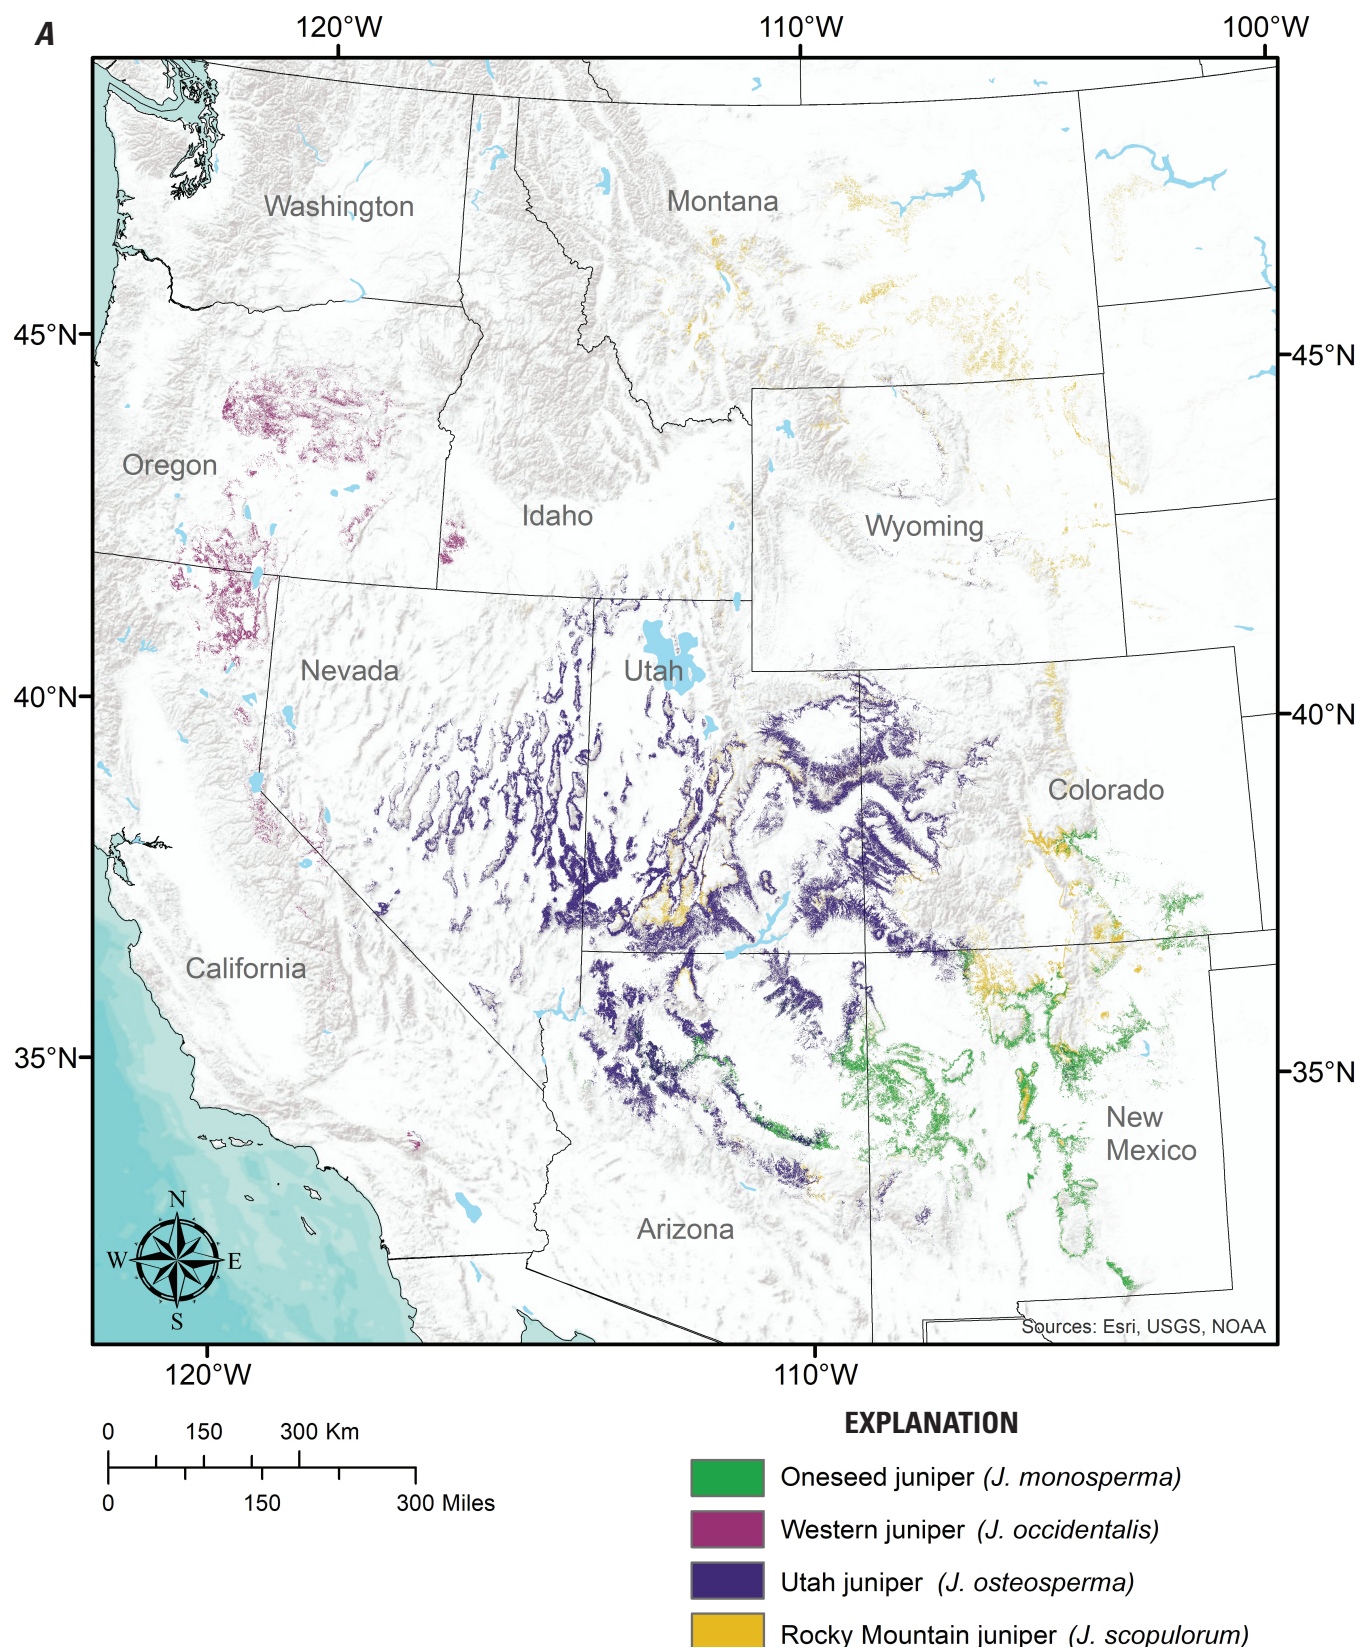 A
120°W 110°W 100°W
Washington
Montana
45°N 45°N
Oregon
Idaho
Wyoming
Nevada
Utah
40°N 40°N
Colorado
California
35°N 35°N
New
Mexico
Arizona
N
W E
S
Sources: Esri, USGS, NOAA
120°W 110°W
0 150 300 Km
0 150 300 Miles
EXPLANATION
Oneseed juniper (J. monosperma)
Western juniper (J. occidentalis)
Utah juniper (J. osteosperma)
Rocky Mountain juniper (J. scopulorum)